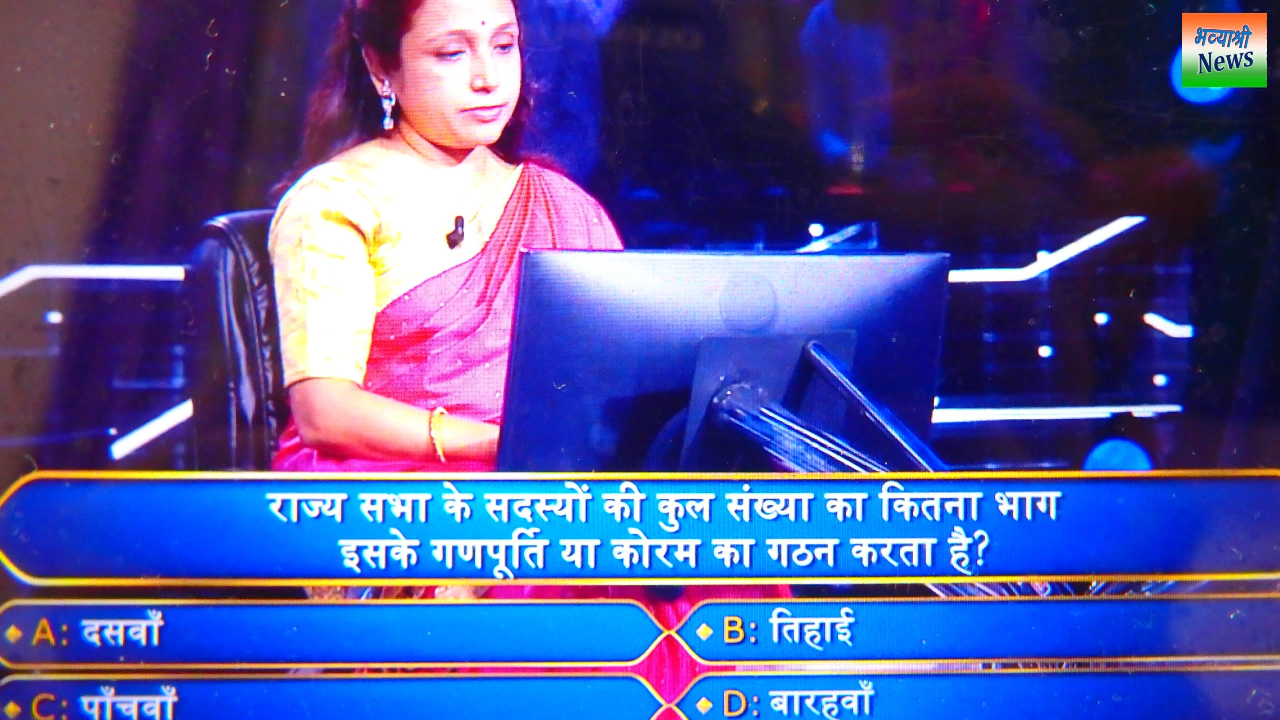 भव्याश्री
News
राज्य सभा के सदस्यों की कुल संख्या का कितना भाग
इसके गणपूर्ति या कोरम का गठन करता है?
A: दसवाँ
B: तिहाई
C: पाँचवाँ
D: बारहवाँ